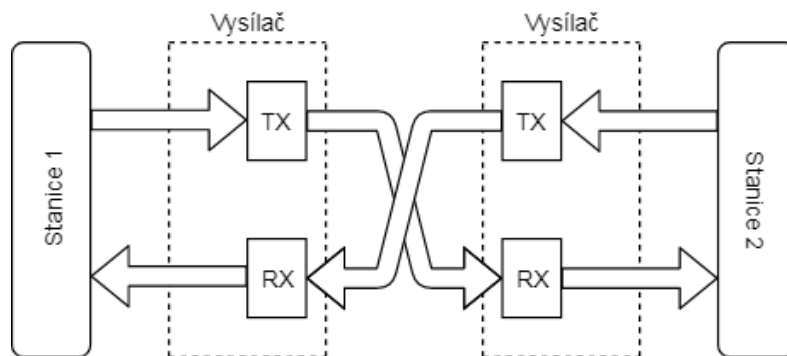 Vysílač
Vysílač
Stanice 1
TX
TX
Stanice 2
RX
RX